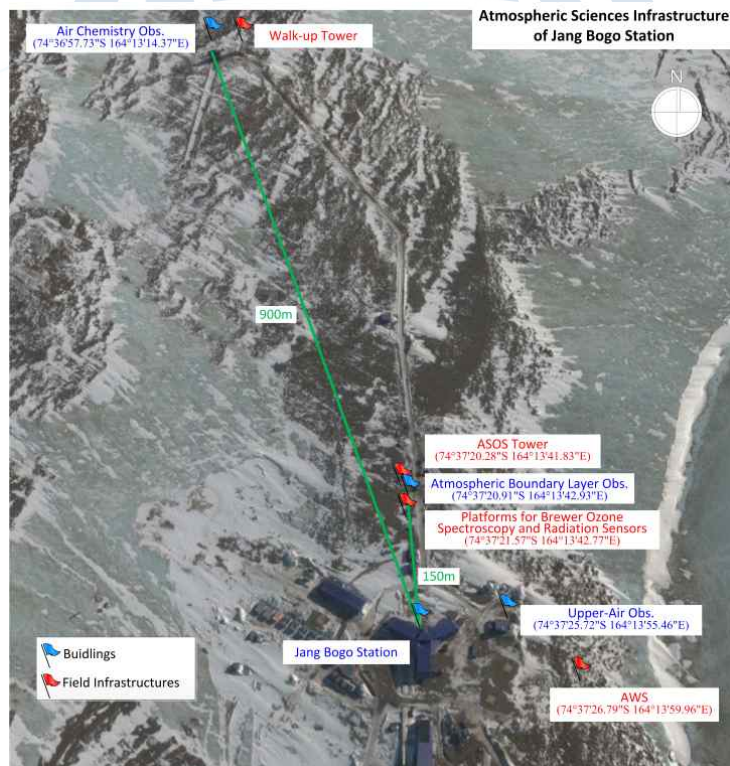 Atmospheric Sciences Infrastructure
of Jang Bogo Station
Air Chemistry Obs.
(74°36'57.73"S 164°13'14.37"E)
Walk-up Tower
N
900m
ASOS Tower
(74°37'20.28"S 164°13'41.83"E)
Atmospheric Boundary Layer Obs.
(74°37'20.91"S 164°13'42.93"E)
Platforms for Brewer Ozone
Spectroscopy and Radiation Sensors
(74°37'21.57"S 164°13'42.77"E)
150m
Upper-Air Obs.
(74°37'25.72"S 164°13'55.46"E)
Jang Bogo Station
Buidlings
Field Infrastructures
AWS
(74°37'26.79"S 164°13'59.96"E)